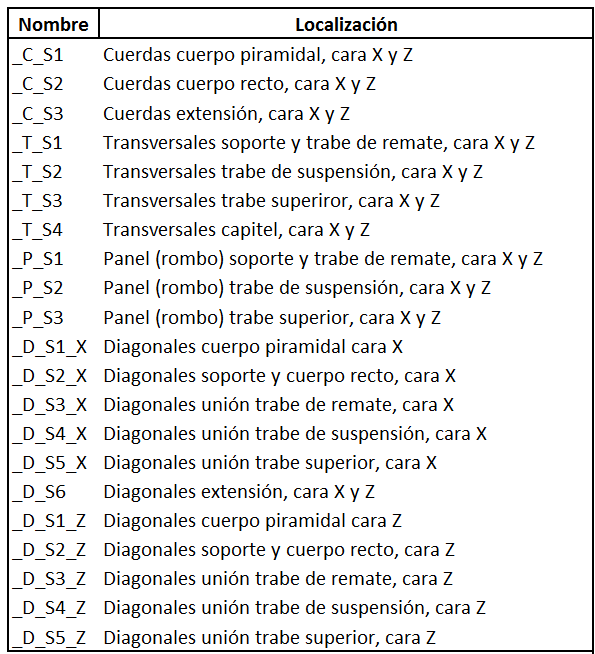 Nombre Localización
_C_S1 Cuerdas cuerpo piramidal, cara X y Z
_C_S2 Cuerdas cuerpo recto, cara X y Z
_C_S3 Cuerdas extensión, cara X y Z
_T_S1 Transversales soporte y trabe de remate, cara X y Z
_T_S2 Transversales trabe de suspensión, cara X y Z
_T_S3 Transversales trabe superiror, cara X y Z
_T_S4 Transversales capitel, cara X y Z
_P_S1 Panel (rombo) soporte y trabe de remate, cara X y Z
_P_S2 Panel (rombo) trabe de suspensión, cara X y Z
_P_S3 Panel (rombo) trabe superior, cara X y Z
_D_S1_X Diagonales cuerpo piramidal cara X
_D_S2_X Diagonales soporte y cuerpo recto, cara X
_D_S3_X Diagonales unión trabe de remate, cara X
_D_S4_X Diagonales unión trabe de suspensión, cara X
_D_S5_X Diagonales unión trabe superior, cara X
_D_S6 Diagonales extensión, cara X y Z
_D_S1_Z Diagonales cuerpo piramidal cara Z
_D_S2_Z Diagonales soporte y cuerpo recto, cara Z
_D_S3_Z Diagonales unión trabe de remate, cara Z
_D_S4_Z Diagonales unión trabe de suspensión, cara Z
_D_S5_Z Diagonales unión trabe superior, cara Z